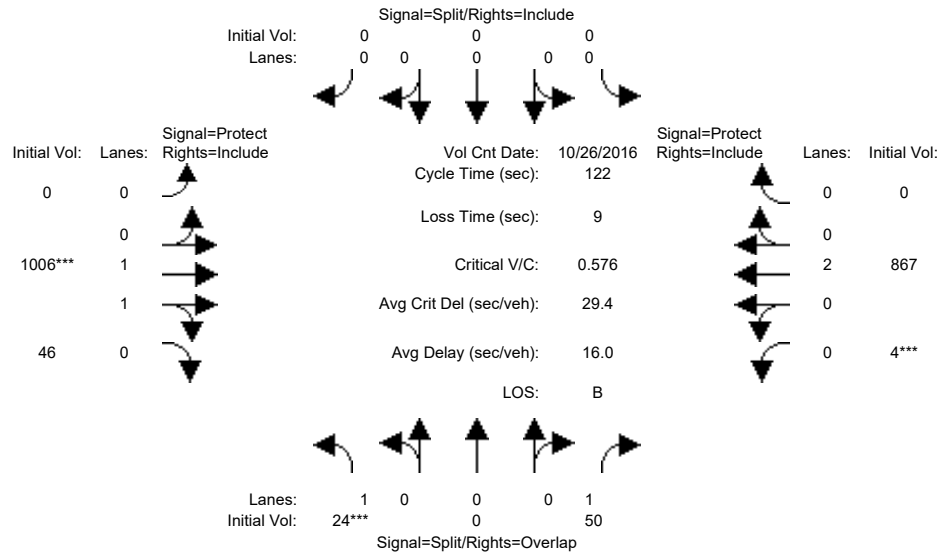 Signal=Split/Rights=Include
Initial Vol: 0 0 0
Lanes: 0 0 0 0 0
Signal=Protect Signal=Protect
Initial Vol: Lanes: Rights=Include Vol Cnt Date: 10/26/2016 Rights=Include Lanes: Initial Vol:
Cycle Time (sec): 122
0 0 0 0
Loss Time (sec): 9
0 0
1006*** 1 Critical V/C: 0.576 2 867
1 Avg Crit Del (sec/veh): 29.4 0
46 0 Avg Delay (sec/veh): 16.0 0 4***
LOS: B
Lanes: 1 0 0 0 1
Initial Vol: 24*** 0 50
Signal=Split/Rights=Overlap